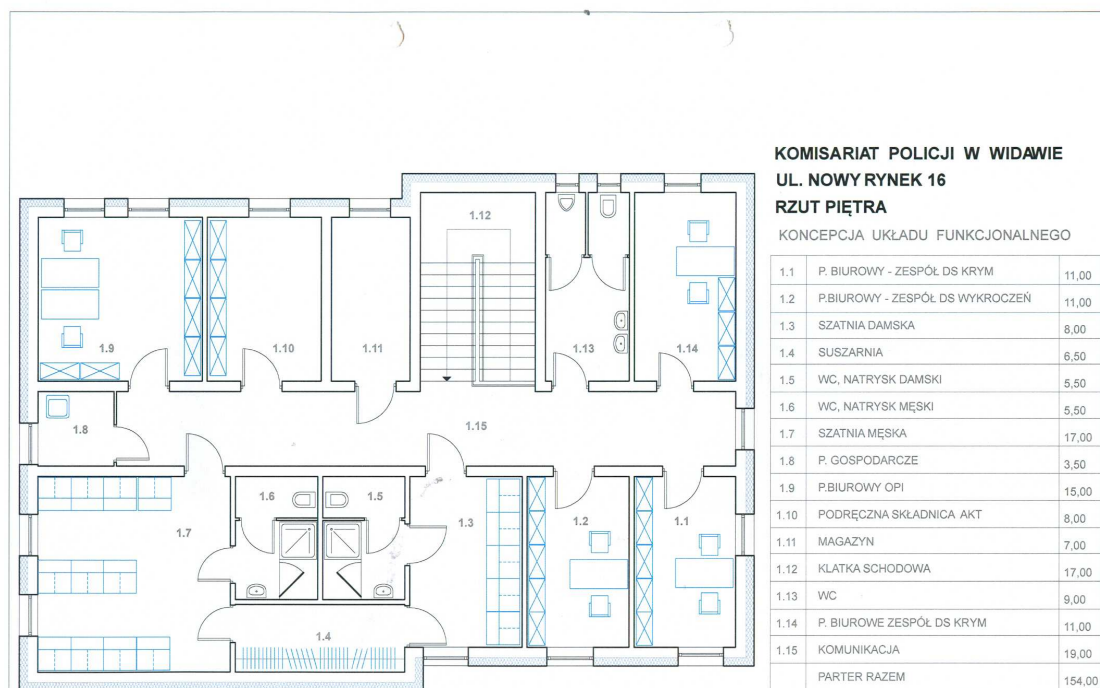 KOMISARIAT POLICJI W WIDAWIE
UL. NOWY RYNEK 16
RZUT PIĘTRA
KONCEPCJA UKŁADU FUNKCJONALNEGO
1.1 P. BIUROWY - ZESPÓŁ DS KRYM 11,00
1.2 P.BIUROWY - ZESPÓŁ DS WYKROCZEŃ 11,00
1.3 SZATNIA DAMSKA 8,00
1.4 SUSZARNIA 6,50
1.5 WC, NATRYSK DAMSKI 5,50
1.6 WC, NATRYSK MĘSKI 5,50
1.7 SZATNIA MĘSKA 17,00
1.8 P. GOSPODARCZE 3,50
1.9 P.BIUROWY OPI 15,00
1.10 PODRĘCZNA SKŁADNICA AKT 8,00
1.11 MAGAZYN 7,00
1.12 KLATKA SCHODOWA 17,00
1.13 WC 9,00
1.14 P. BIUROWE ZESPÓŁ DS KRYM 11,00
1.15 KOMUNIKACJA 19,00
PARTER RAZEM 154,00
1.12
1.9
1.10
1.11
1.13
1.14
1.8
1.15
1.7
1.6
1.5
1.3
1.2
1.1
1.4